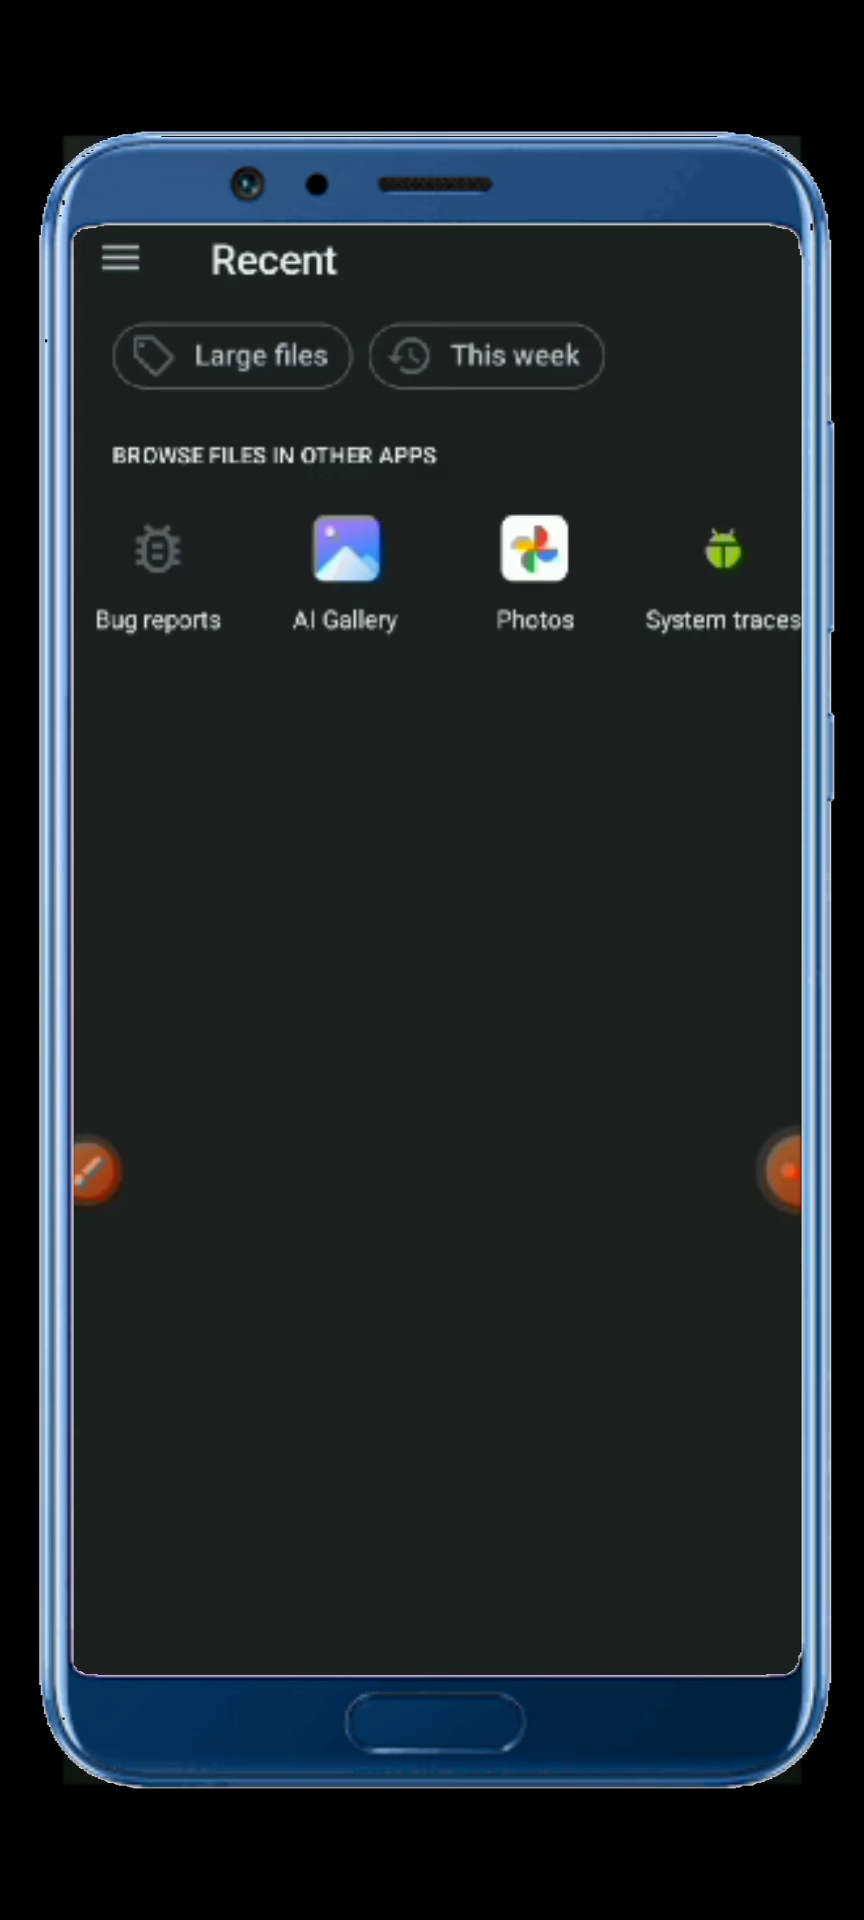 Recent
Large files This week
BROWSE FILES IN OTHER APPS
Bug reports AI Gallery Photos System traces